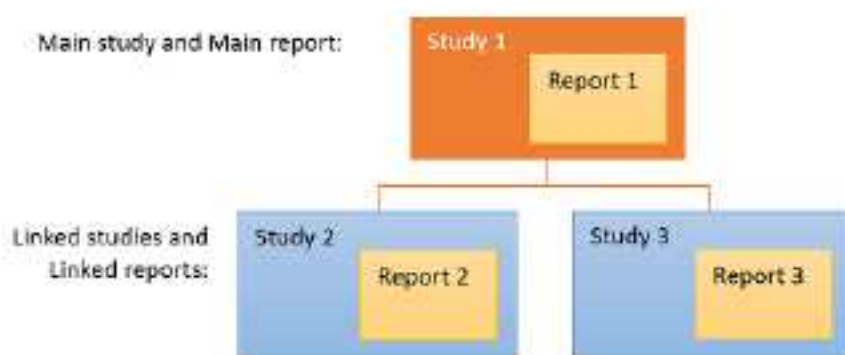 Main study and Main report:
Study 1
Report 1
Linked studies and
Linked reports:
Study 2
Report 2
Study 3
Report 3